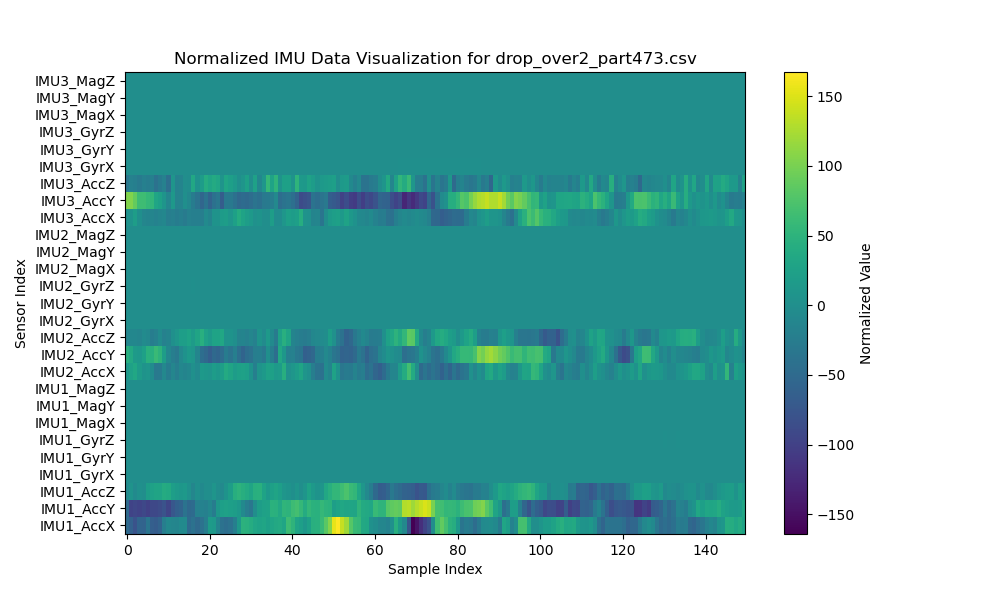 Normalized IMU Data Visualization for drop_over2_part473.csv
IMU3_MagZ
IMU3_MagY
IMU3_MagX
IMU3_GyrZ
IMU3_GyrY
IMU3_GyrX
IMU3_AccZ
IMU3_AccY
IMU3_AccX
IMU2_MagZ
IMU2_MagY
IMU2_MagX
IMU2_GyrZ
IMU2_GyrY
IMU2_GyrX
IMU2_AccZ
IMU2_AccY
IMU2_AccX
IMU1_MagZ
IMU1_MagY
IMU1_MagX
IMU1_GyrZ
IMU1_GyrY
IMU1_GyrX
IMU1_AccZ
IMU1_AccY
IMU1_AccX
Sensor Index
0 20 40 60 80 100 120 140
Sample Index
150
100
50
0
−50
−100
−150
Normalized Value